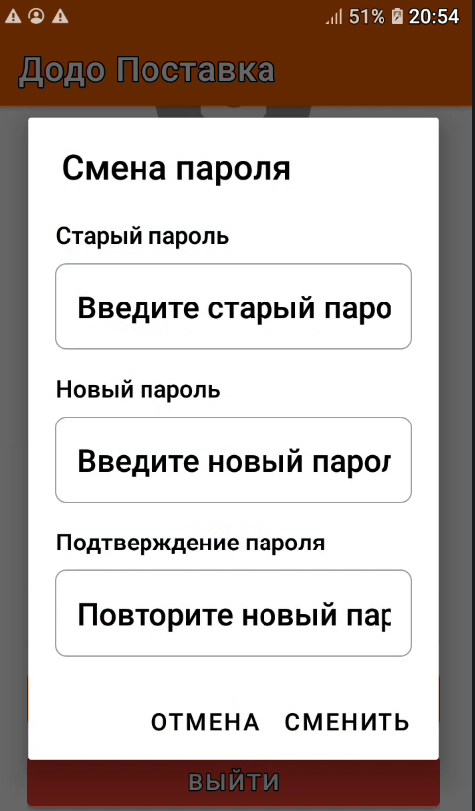 51% 20:54
Додо Поставка
Смена пароля
Старый пароль
Введите старый паро
Новый пароль
Введите новый парол
Подтверждение пароля
Повторите новый пар
ОТМЕНА СМЕНИТЬ
ВЫЙТИ